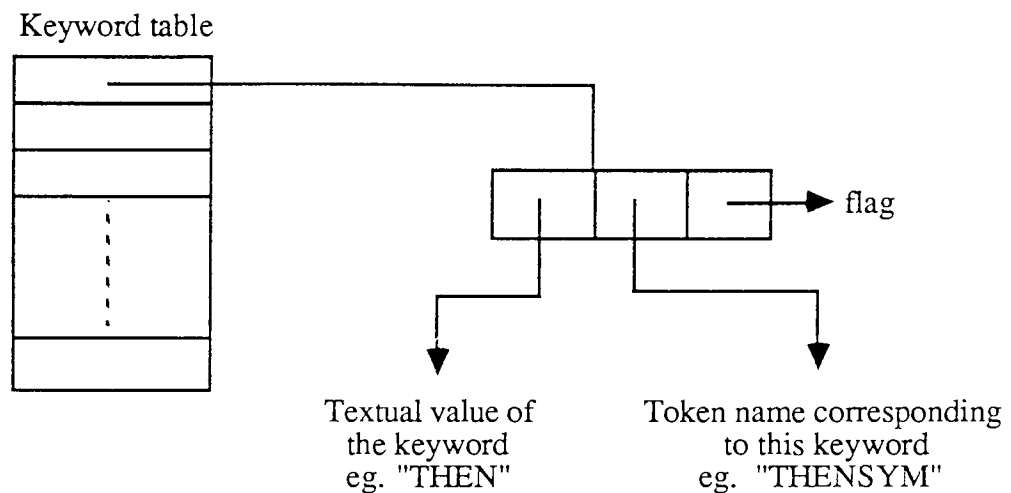 Keyword table
flag
Textual value of
the keyword
eg. "THEN"
Token name corresponding
to this keyword
eg. "THENSYM"